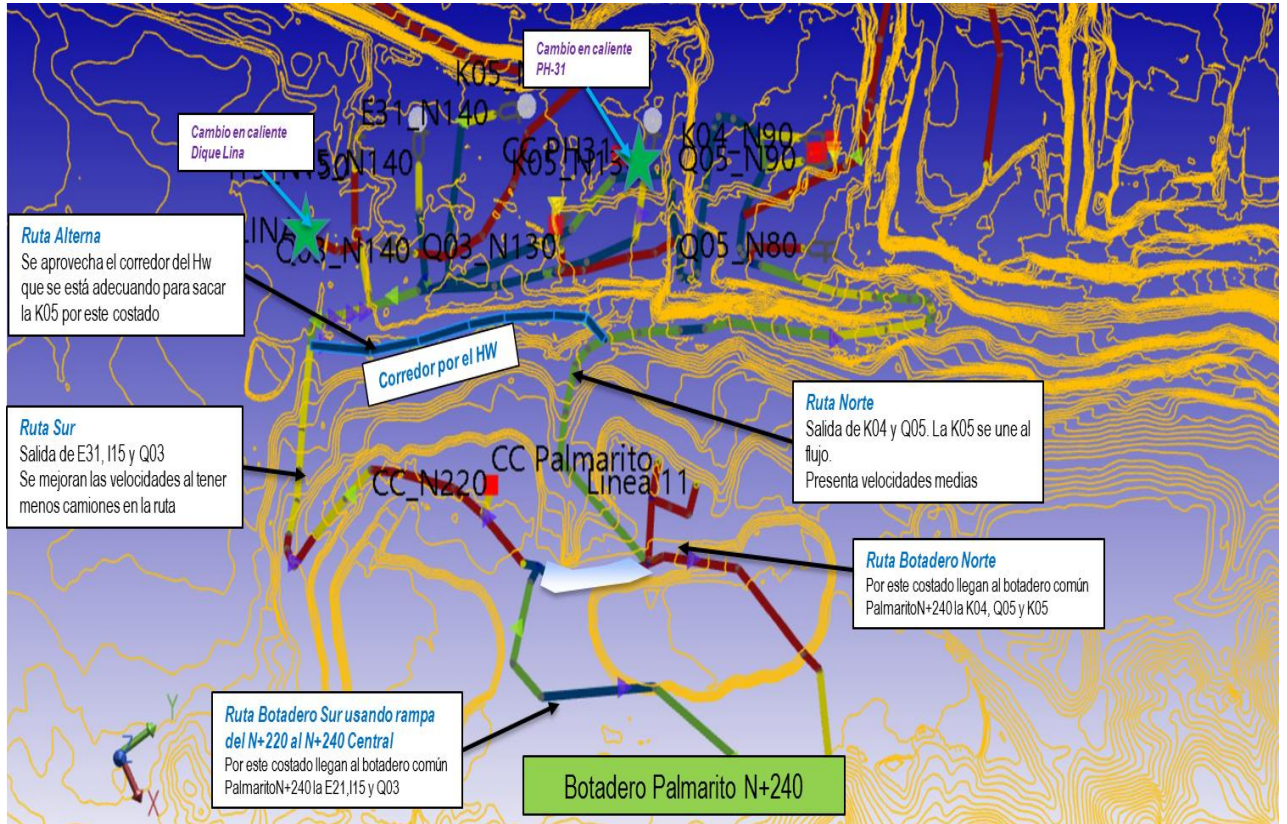 Cambio en caliente
PH-31
K05_N
E31_N140
Cambio en caliente
Dique Lina
CC PH31
K04_N90
_N140
K05_N13
Q05_N90
LINA
Q03_N130
Q05_N80
Ruta Alterna
Se aprovecha el corredor del Hw
que se está adecuando para sacar
la K05 por este costado
Corredor por el HW
Ruta Norte
Salida de K04 y Q05. La K05 se une al
flujo.
Presenta velocidades medias
Ruta Sur
Salida de E31, I15 y Q03
Se mejoran las velocidades al tener
menos camiones en la ruta
CC Palmarito
CC_N220
Linea 11
Ruta Botadero Norte
Por este costado llegan al botadero común
PalmaritoN+240 la K04, Q05 y K05
Ruta Botadero Sur usando rampa
del N+220 al N+240 Central
Por este costado llegan al botadero común
PalmaritoN+240 la E21,I15 y Q03
Botadero Palmarito N+240
Y
Z
X